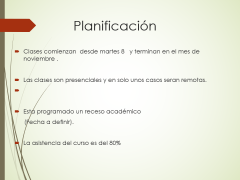 Planificación
Clases comienzan desde martes 8 y terminan en el mes de
noviembre .
Las clases son presenciales y en solo unos casos seran remotas.
Esta programado un receso académico
(Fecha a definir).
La asistencia del curso es del 80%